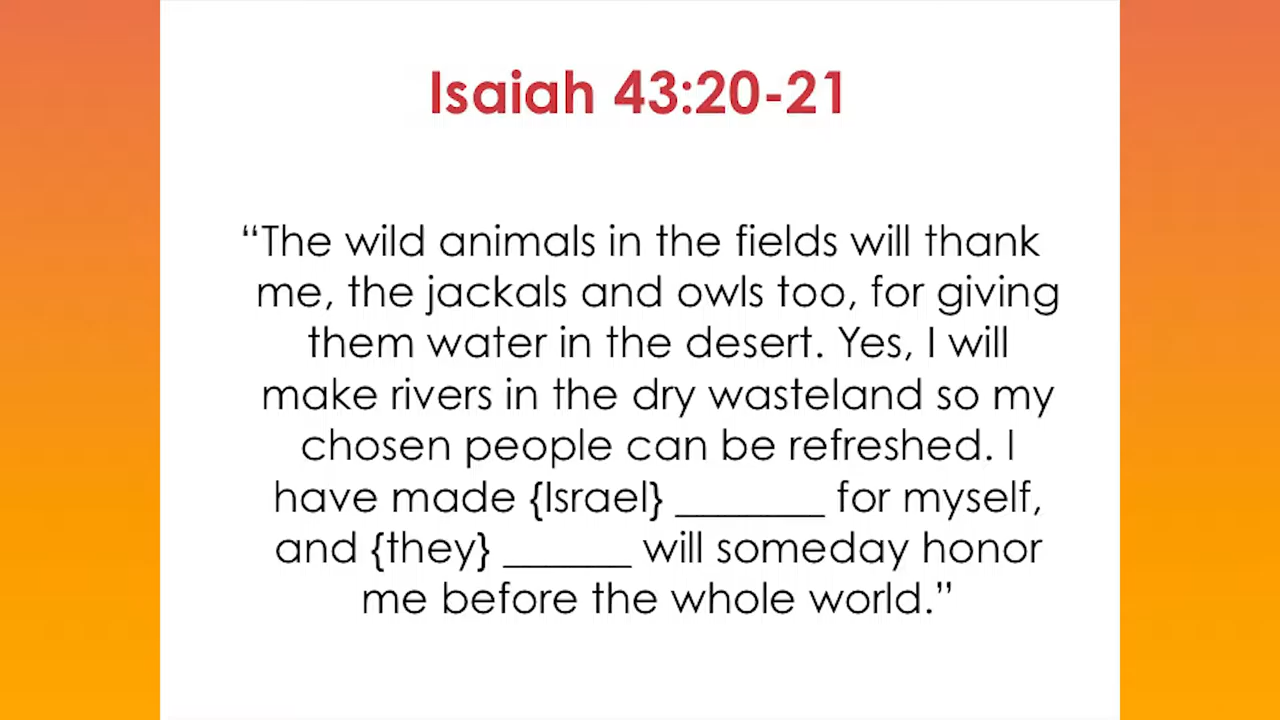 Isaiah 43:20-21
“The wild animals in the fields will thank
me, the jackals and owls too, for giving
them water in the desert. Yes, I will
make rivers in the dry wasteland so my
chosen people can be refreshed. I
have made {Israel} _______ for myself,
and {they} ______ will someday honor
me before the whole world.”